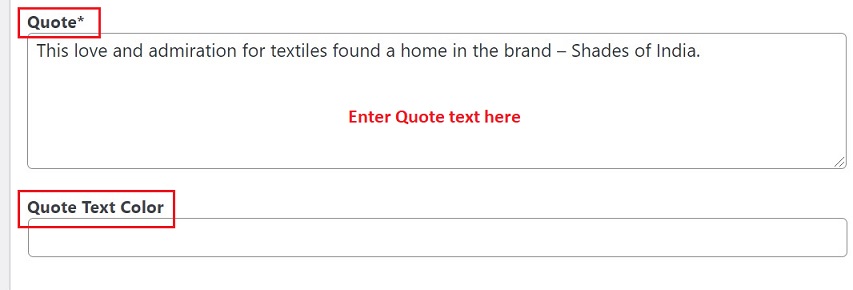 Quote*
This love and admiration for textiles found a home in the brand – Shades of India.
Enter Quote text here
Quote Text Color